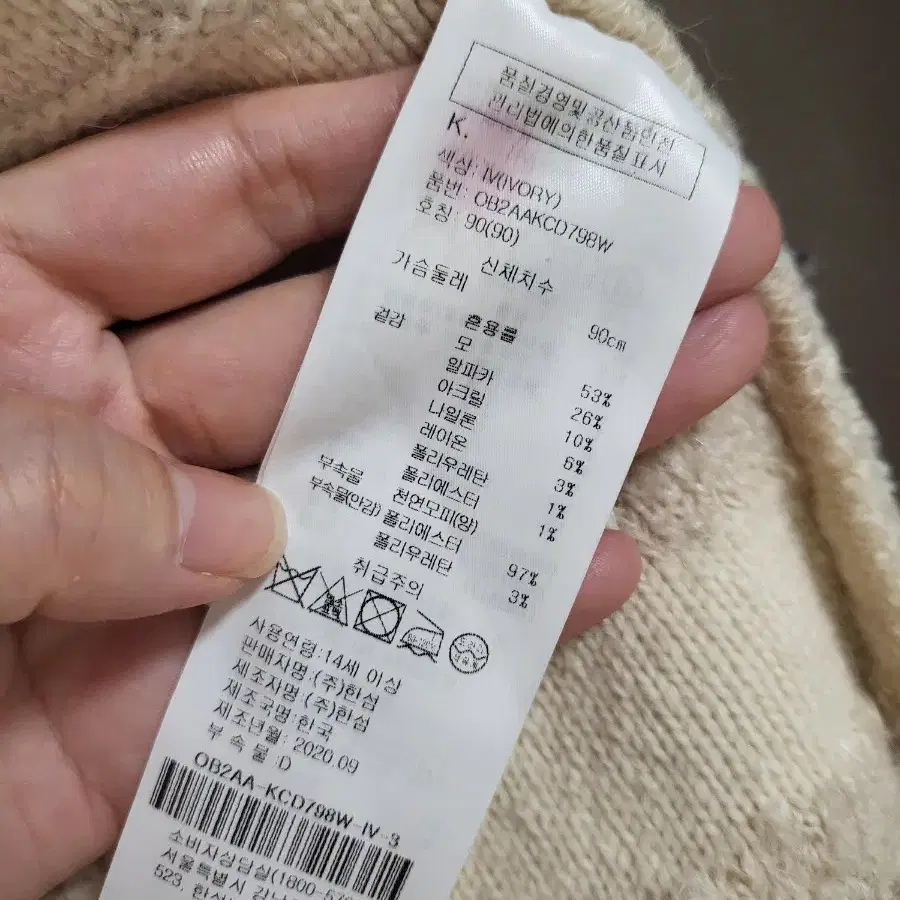 품질경영및공산품안전
관리법에의한품질표시
K.
색상: IV(IVORY)
품번: OB2AAKCD798W
호칭: 90(90)
신체치수
가슴둘레 90cm
혼용률
겉감 모 53%
알파카 26%
아크릴 10%
나일론 6%
레이온 3%
폴리우레탄 1%
폴리에스터 1%
부속물 천연모피(양)
부속물(안감) 폴리에스터 97%
폴리우레탄 3%
취급주의
사용연령:14세 이상
판매자명:(주)한섬
제조자명:(주)한섬
제조국명:한국
제조년월: 2020.09
부 속 물 :D
OB2AA-KCD798W-IV-3
소비자상담실(1800-57
서울특별시 강남
523,